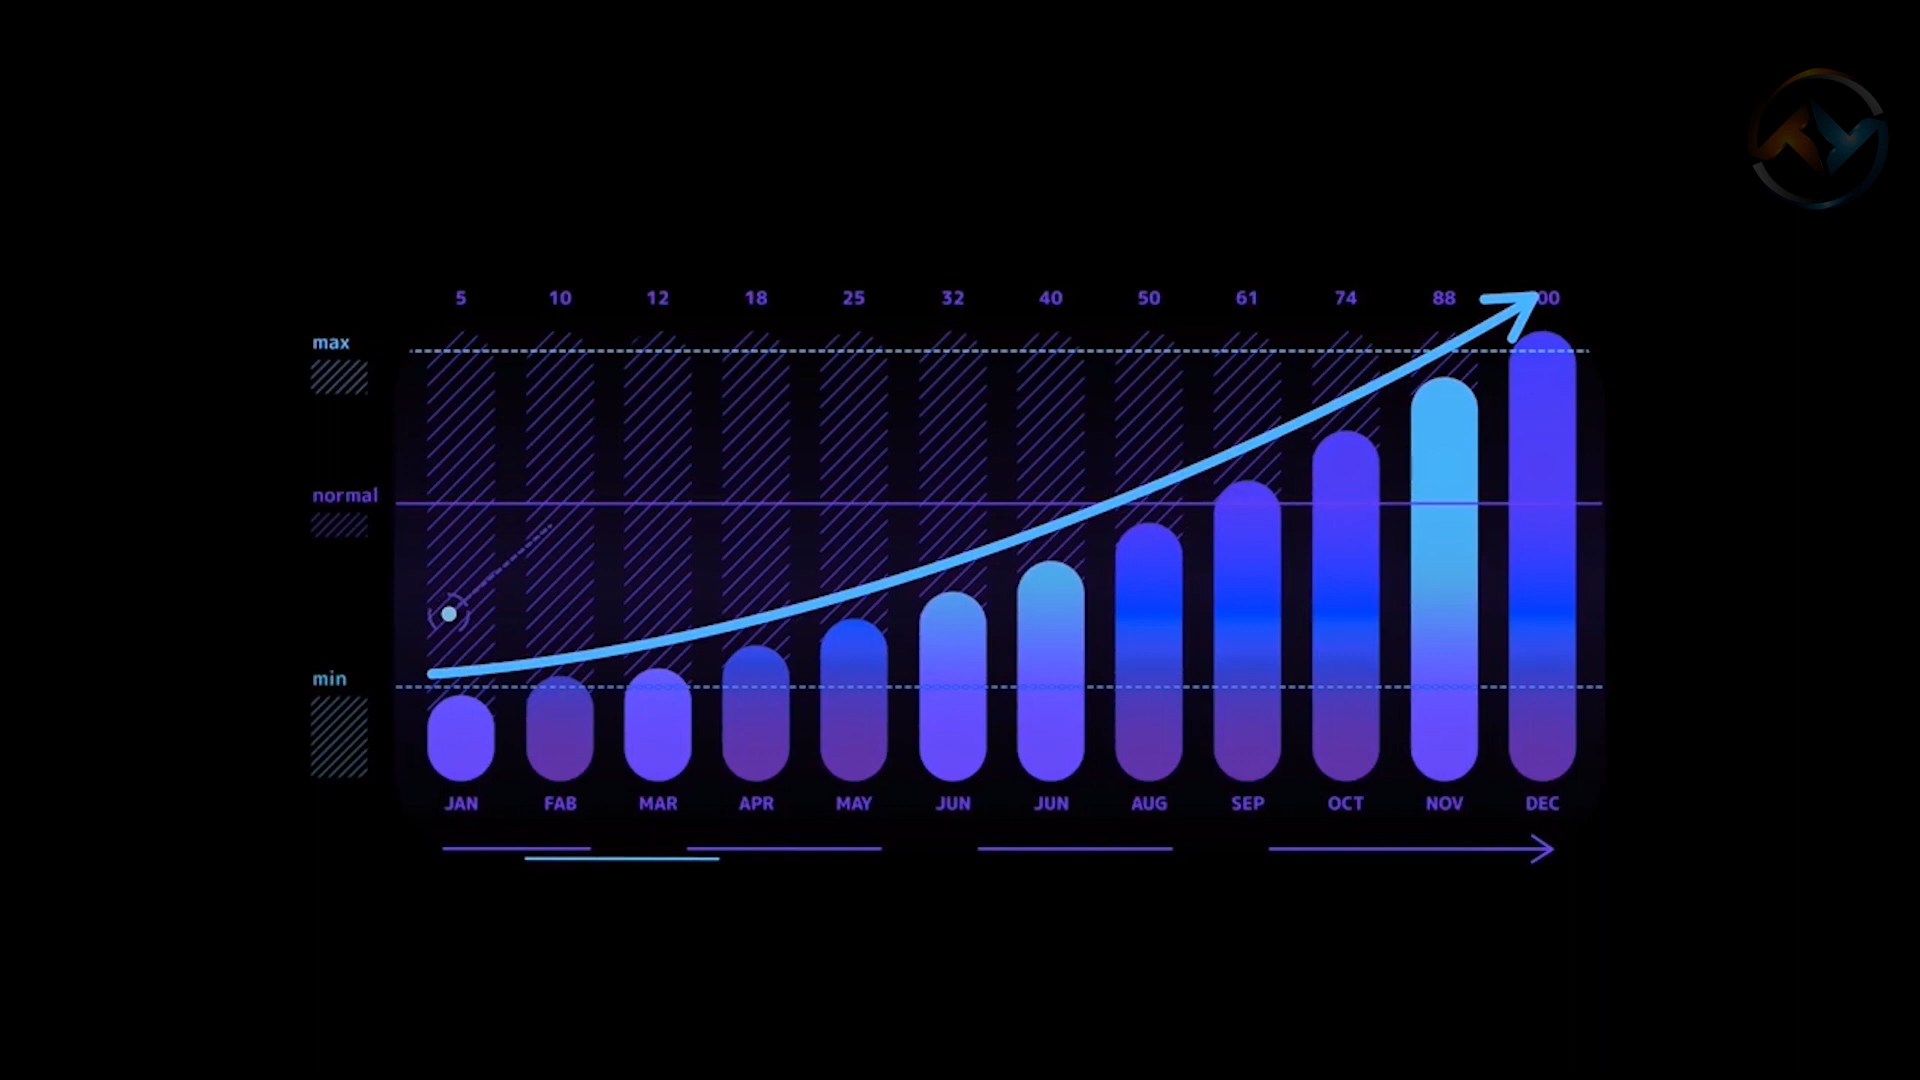 5 10 12 18 25 32 40 50 61 74 88 00
max
normal
min
JAN FAB MAR APR MAY JUN JUN AUG SEP OCT NOV DEC